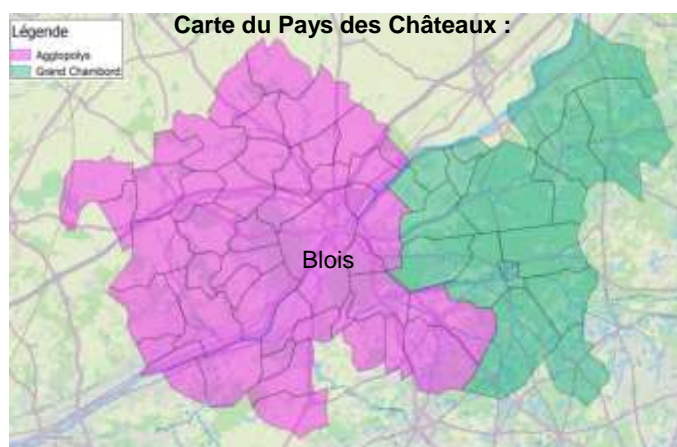 Carte du Pays des Châteaux :
Légende
Agglopolys
Grand Chambord
Blois